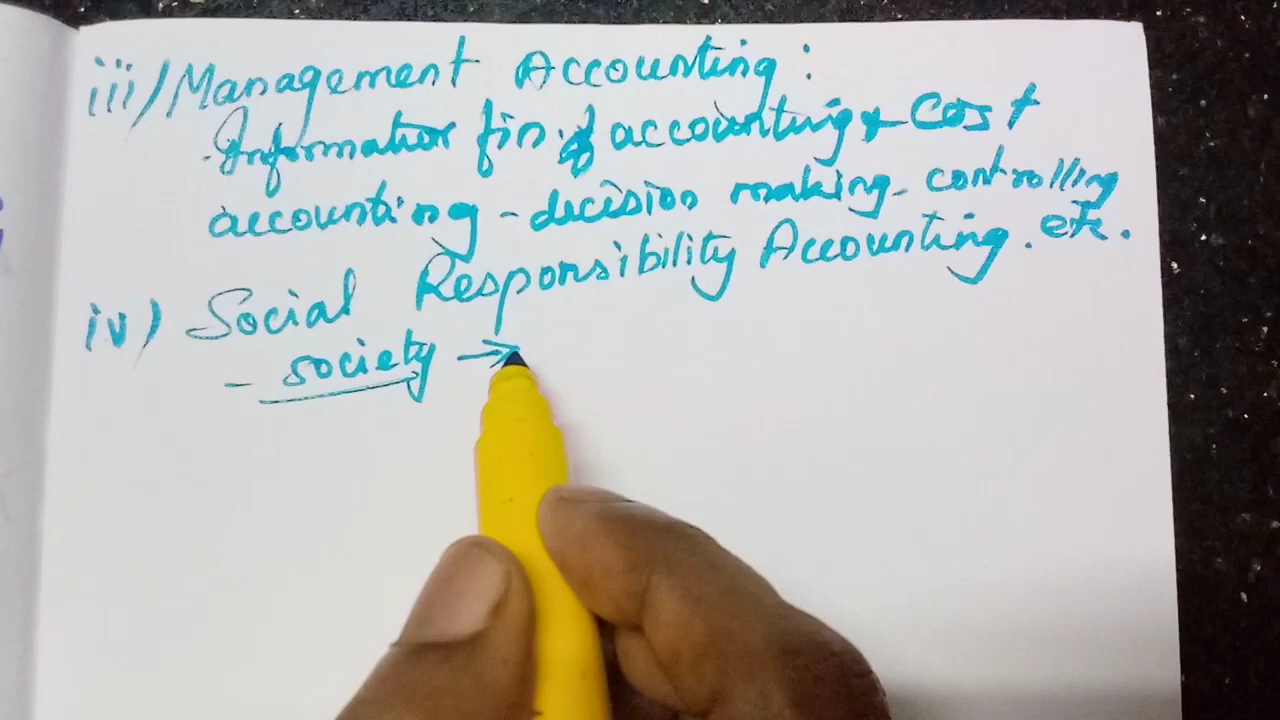 iii) Management Accounting :
- Information fin. accounting & Cost
accounting - decision making - controlling
etc.
iv) Social Responsibility Accounting.
- society →